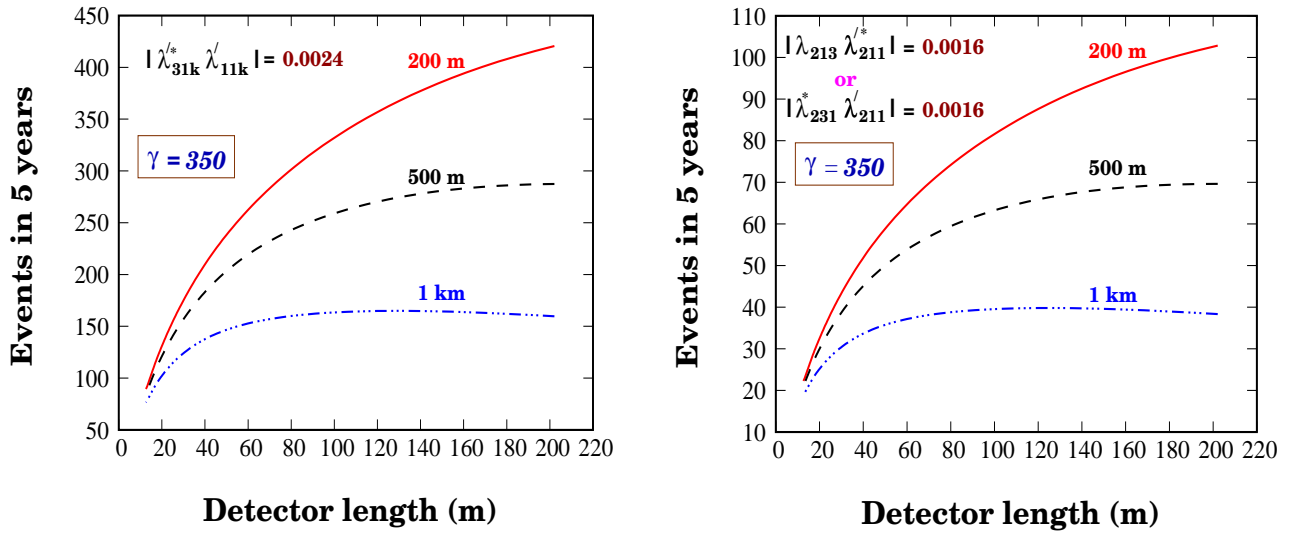 | λ′*31k λ′11k | = 0.0024
γ = 350
200 m
500 m
1 km
450
400
350
300
250
200
150
100
50
0 20 40 60 80 100 120 140 160 180 200 220
Events in 5 years
Detector length (m)
| λ213 λ′*211 | = 0.0016
or
| λ*231 λ′211 | = 0.0016
γ = 350
200 m
500 m
1 km
110
100
90
80
70
60
50
40
30
20
10
0 20 40 60 80 100 120 140 160 180 200 220
Events in 5 years
Detector length (m)